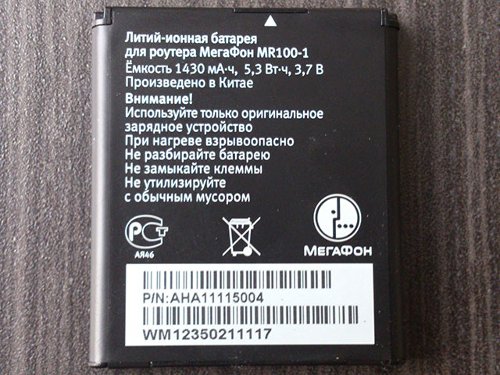 Литий-ионная батарея
для роутера МегаФон MR100-1
Ёмкость 1430 мА·ч, 5,3 Вт·ч, 3,7 В
Произведено в Китае
Внимание!
Используйте только оригинальное
зарядное устройство
При нагреве взрывоопасно
Не разбирайте батарею
Не замыкайте клеммы
Не утилизируйте
с обычным мусором
РСТ
АЯ46
МЕГАФОН
P/N:AHA11115004
WM12350211117